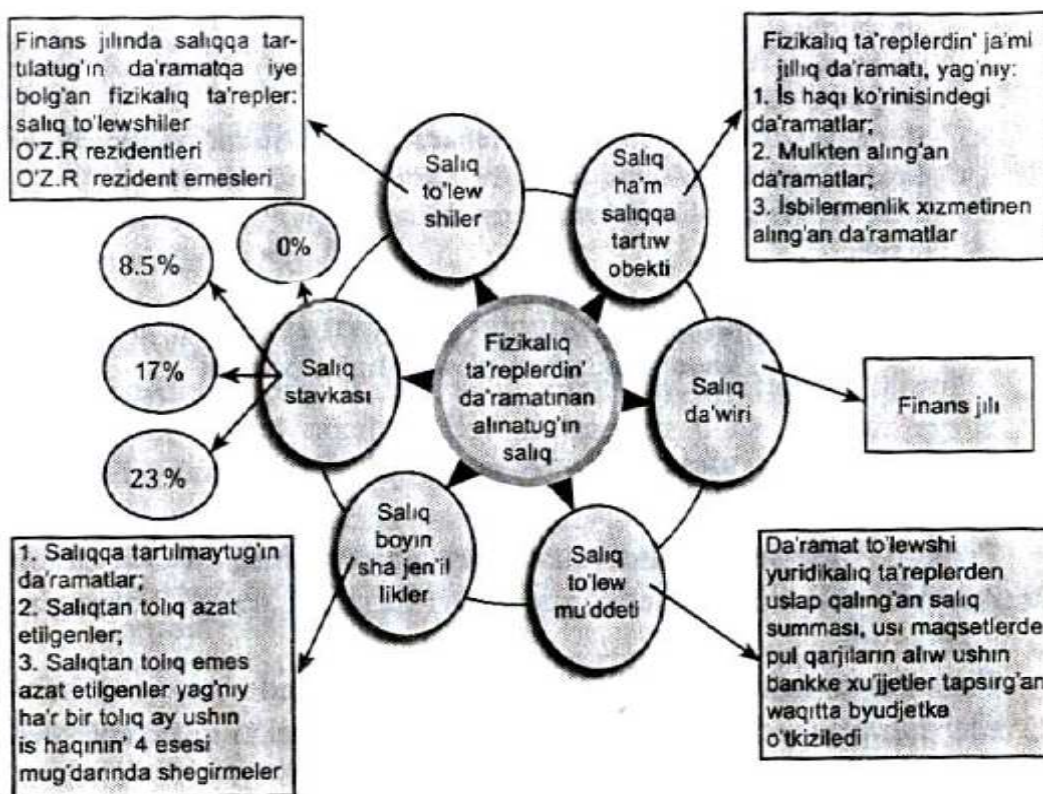 Finans jılında salıqqa tar-
tılatug'ın da'ramatqa iye
bolg'an fizikalıq ta'repler:
salıq to'lewshiler
O'Z.R rezidentleri
O'Z.R rezident emesleri
Fizikalıq ta'replerdin' ja'mi
jıllıq da'ramatı, yag'nıy:
1. İs haqı ko'rinisindegi
da'ramatlar;
2. Mulkten alıng'an
da'ramatlar;
3. İsbilermenlik xızmetinen
alıng'an da'ramatlar
Salıq
to'lew
shiler
Salıq
ha'm
salıqqa
tartıw
obekti
0%
8.5%
17%
23%
Salıq
stavkası
Fizikalıq
ta'replerdin'
da'ramatınan
alınatug'ın
salıq
Salıq
da'wiri
Finans jılı
Salıq
boyın
sha jen'il
likler
Salıq
to'lew
mu'ddeti
1. Salıqqa tartılmaytug'ın
da'ramatlar;
2. Salıqtan tolıq azat
etilgenler;
3. Salıqtan tolıq emes
azat etilgenler yag'nıy
ha'r bir tolıq ay ushın
is haqının' 4 esesi
mug'darında shegirmeler
Da'ramat to'lewshi
yuridikalıq ta'replerden
uslap qalıng'an salıq
summası, usı maqsetlerde
pul qarjıların alıw ushın
bankke xu'jjetler tapsırg'an
waqıtta byudjetke
o'tkiziledi